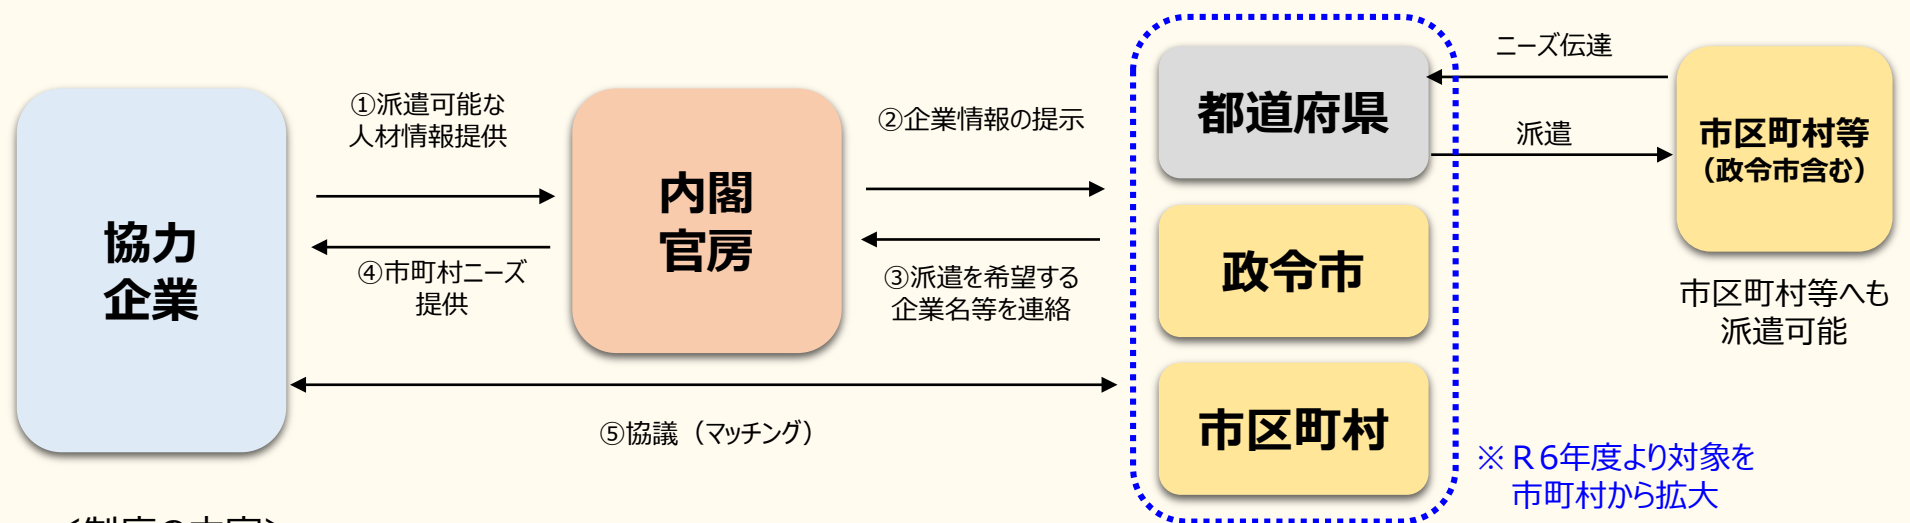 協力
企業
①派遣可能な
人材情報提供
④市町村ニーズ
提供
内閣
官房
②企業情報の提示
③派遣を希望する
企業名等を連絡
⑤協議（マッチング）
都道府県
政令市
市区町村
ニーズ伝達
派遣
市区町村等
（政令市含む）
市区町村等へも
派遣可能
※Ｒ６年度より対象を
市町村から拡大